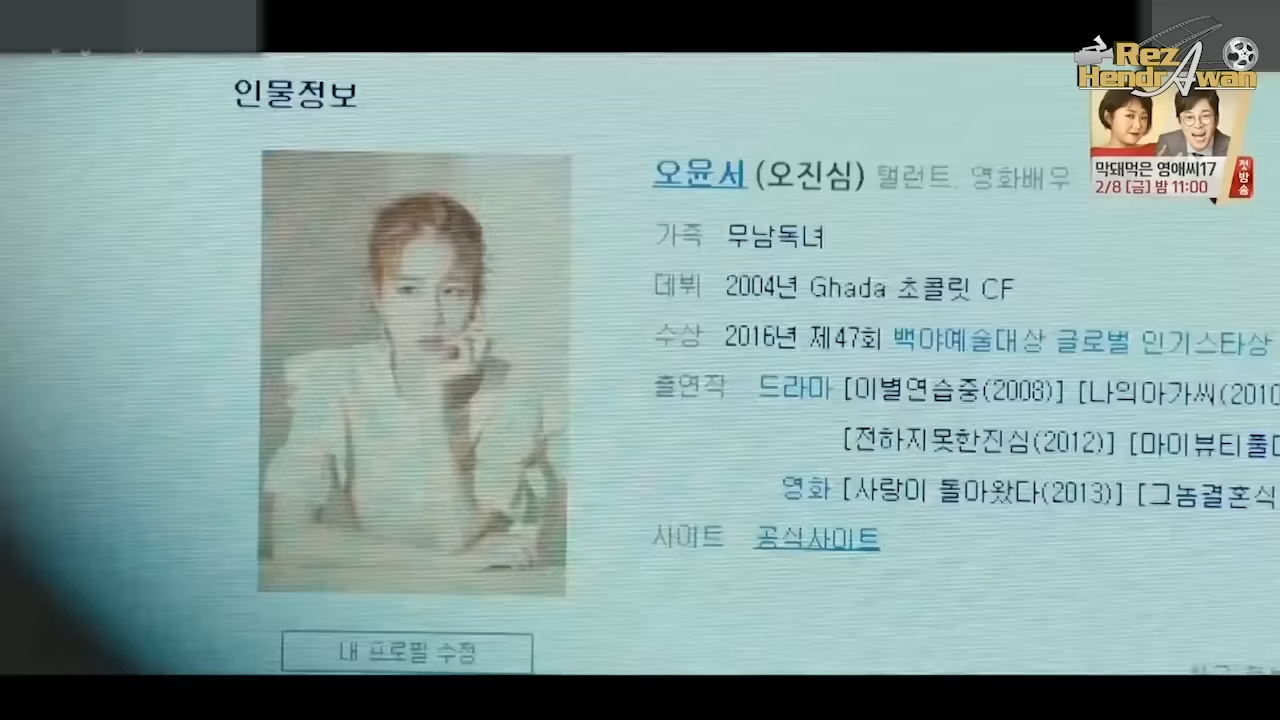 인물정보
Rez
HendrAwan
막돼먹은 영애씨17
2/8 [금] 밤 11:00
첫방송
오윤서 (오진심) 탤런트, 영화배우
가족 무남독녀
데뷔 2004년 Ghada 초콜릿 CF
수상 2016년 제47회 백야예술대상 글로벌 인기스타상
출연작 드라마 [이별연습중(2008)] [나의아가씨(2010
[전하지못한진심(2012)] [마이뷰티풀
영화 [사랑이 돌아왔다(2013)] [그놈결혼식
사이트 공식사이트
내 프로필 수정